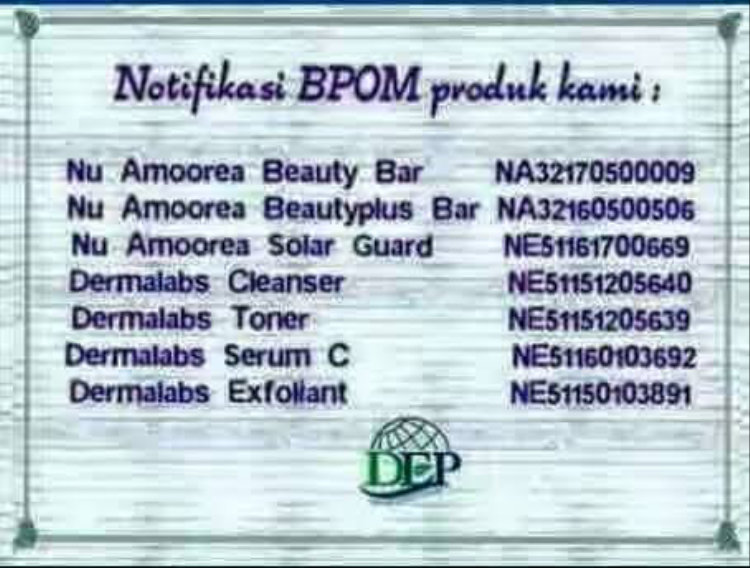 Notifikasi BPOM produk kami :
Nu Amoorea Beauty Bar NA32170500009
Nu Amoorea Beautyplus Bar NA32160500506
Nu Amoorea Solar Guard NE51161700669
Dermalabs Cleanser NE51151205640
Dermalabs Toner NE51151205639
Dermalabs Serum C NE51160103692
Dermalabs Exfoliant NE51150103891
DEP